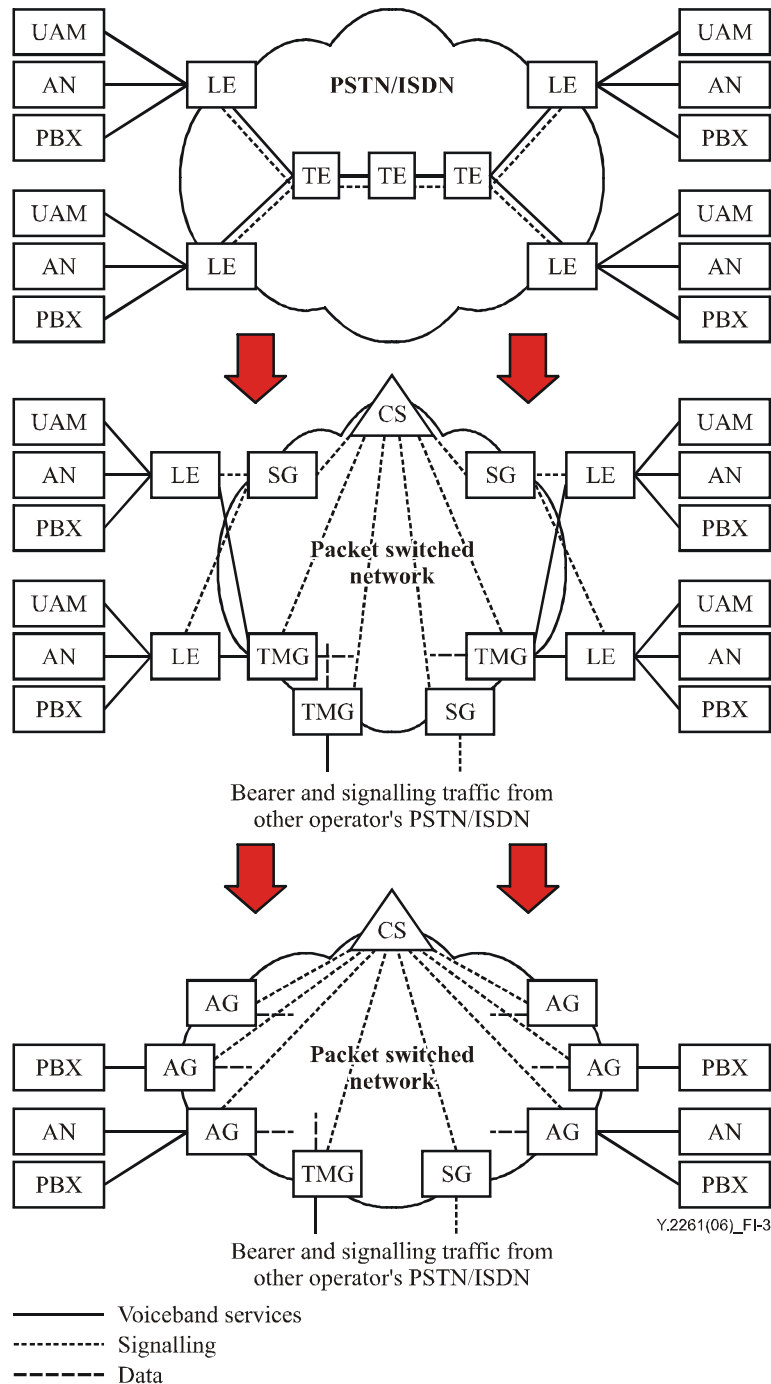 UAM
UAM
LE
PSTN/ISDN
LE
AN
AN
PBX
PBX
TE
TE
TE
UAM
UAM
LE
LE
AN
AN
PBX
PBX
CS
UAM
UAM
LE
SG
SG
LE
AN
AN
PBX
PBX
Packet switched
network
UAM
UAM
LE
TMG
TMG
LE
AN
AN
PBX
TMG
SG
PBX
Bearer and signalling traffic from
other operator's PSTN/ISDN
CS
AG
AG
PBX
AG
Packet switched
network
AG
PBX
AN
AG
AG
AN
PBX
TMG
SG
PBX
Y.2261(06)_FI-3
Bearer and signalling traffic from
other operator's PSTN/ISDN
Voiceband services
Signalling
Data